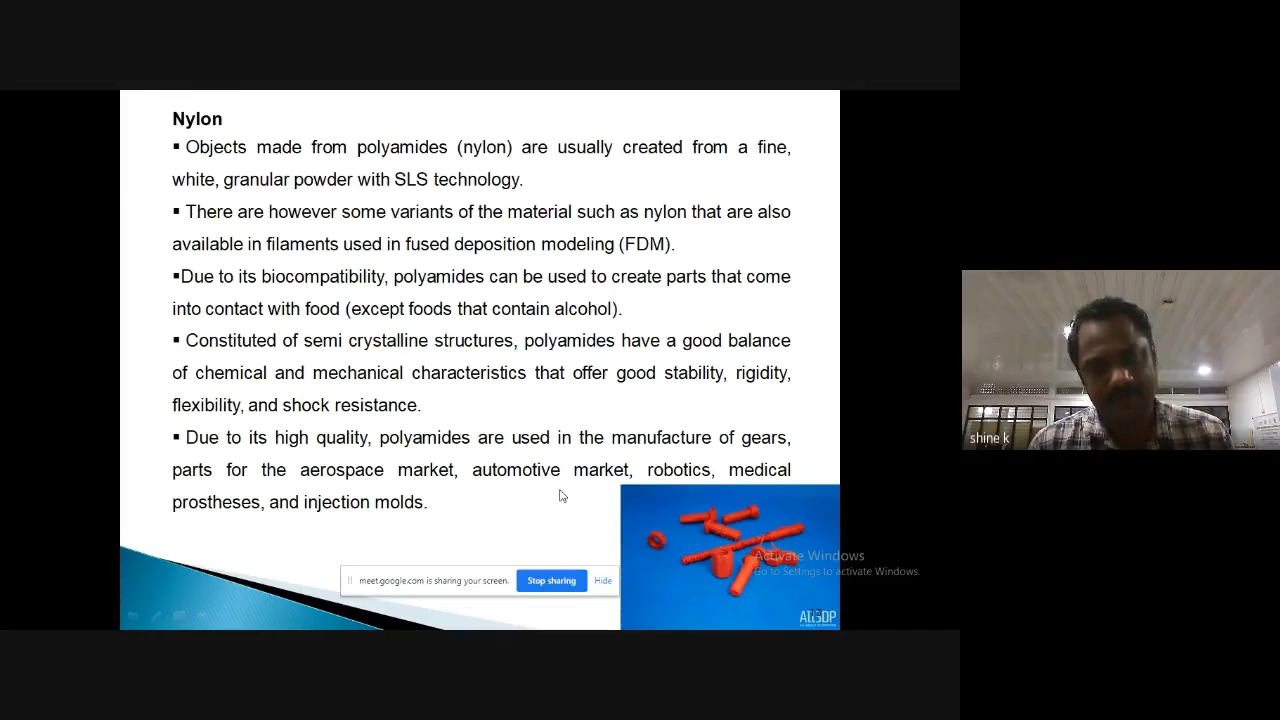 Nylon
▪ Objects made from polyamides (nylon) are usually created from a fine,
white, granular powder with SLS technology.
▪ There are however some variants of the material such as nylon that are also
available in filaments used in fused deposition modeling (FDM).
▪Due to its biocompatibility, polyamides can be used to create parts that come
into contact with food (except foods that contain alcohol).
▪ Constituted of semi crystalline structures, polyamides have a good balance
of chemical and mechanical characteristics that offer good stability, rigidity,
flexibility, and shock resistance.
▪ Due to its high quality, polyamides are used in the manufacture of gears,
parts for the aerospace market, automotive market, robotics, medical
prostheses, and injection molds.
meet.google.com is sharing your screen.
Stop sharing
Hide
Activate Windows
Go to Settings to activate Windows.
shine k